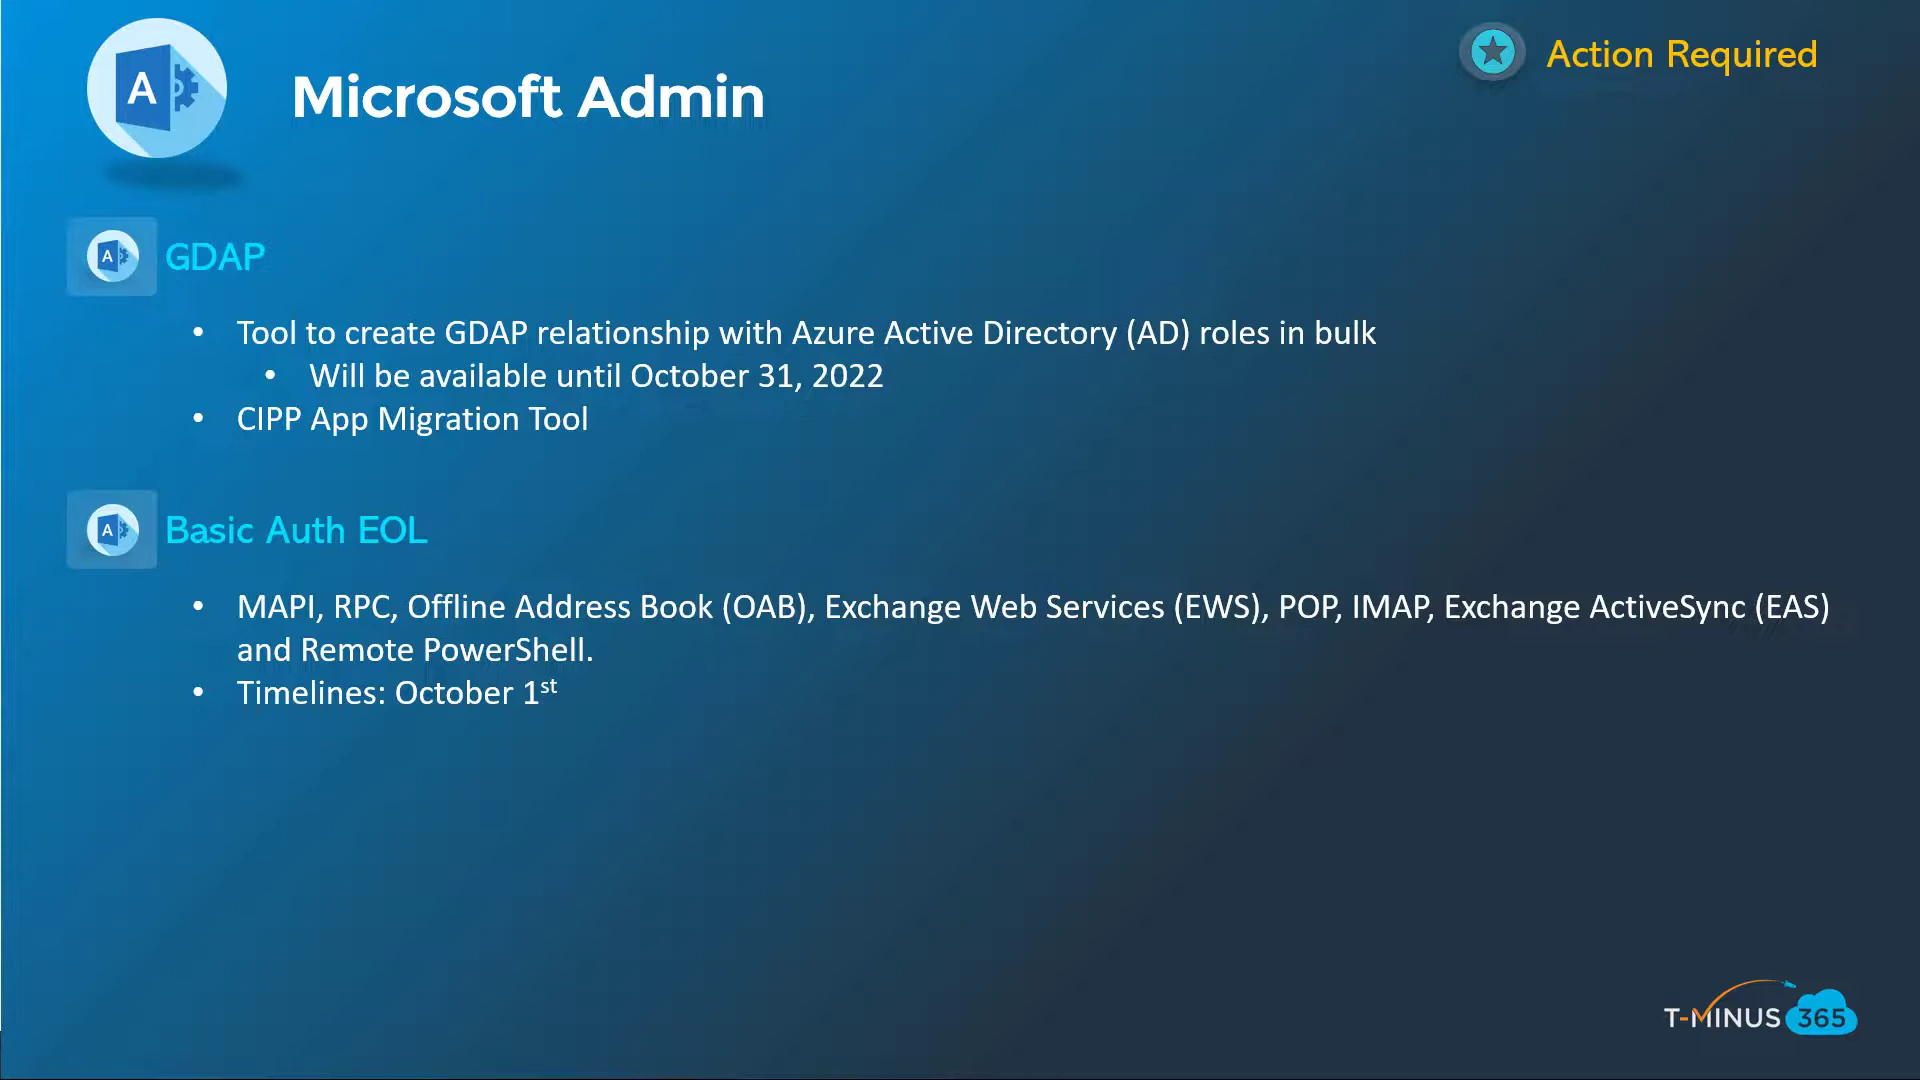 A
Microsoft Admin
Action Required
A
GDAP
• Tool to create GDAP relationship with Azure Active Directory (AD) roles in bulk
• Will be available until October 31, 2022
• CIPP App Migration Tool
A
Basic Auth EOL
• MAPI, RPC, Offline Address Book (OAB), Exchange Web Services (EWS), POP, IMAP, Exchange ActiveSync (EAS)
and Remote PowerShell.
• Timelines: October 1st
T-MINUS 365